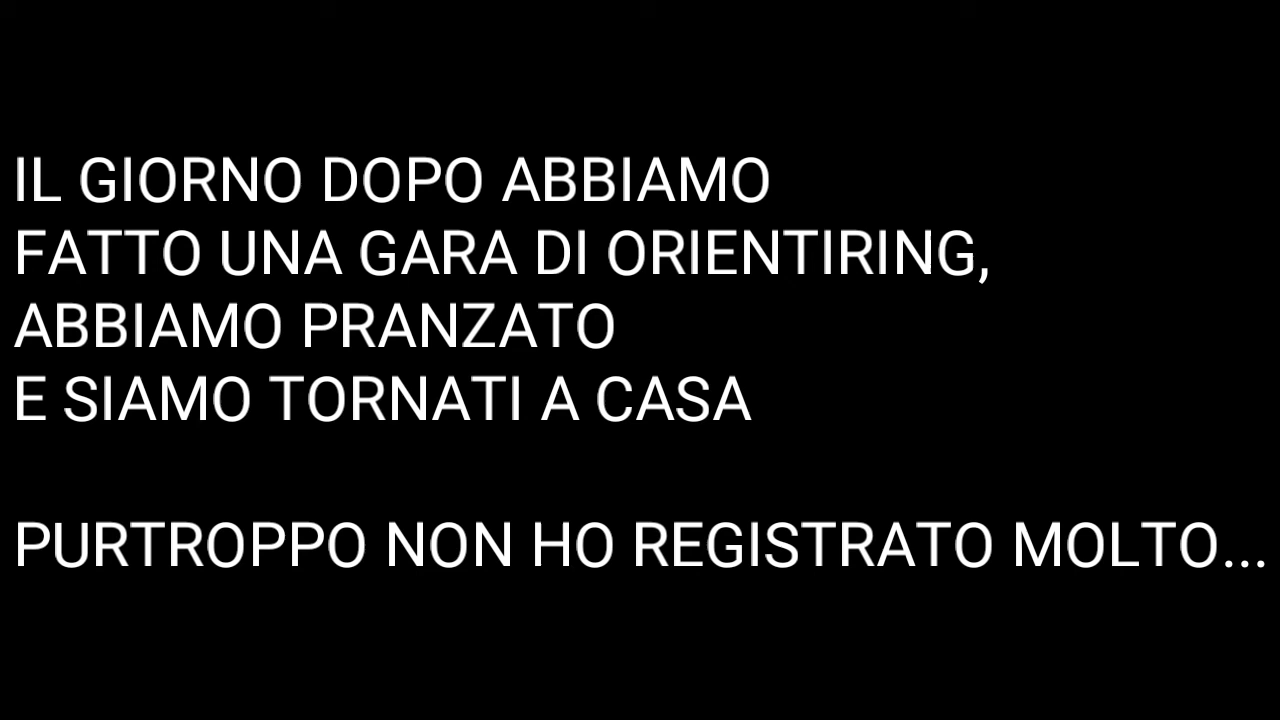 IL GIORNO DOPO ABBIAMO
FATTO UNA GARA DI ORIENTIRING,
ABBIAMO PRANZATO
E SIAMO TORNATI A CASA
PURTROPPO NON HO REGISTRATO MOLTO...